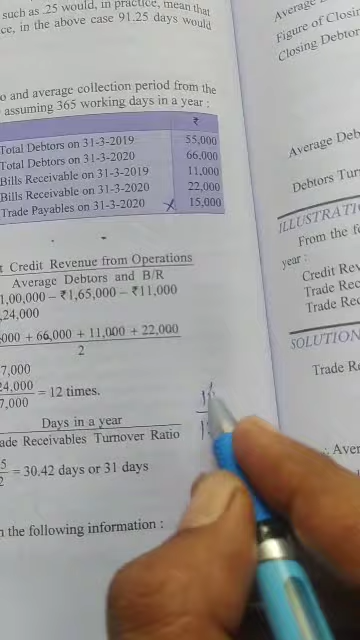 such as .25 would, in practice, mean that
ce, in the above case 91.25 days would
o and average collection period from the
assuming 365 working days in a year :
₹
Total Debtors on 31-3-2019 55,000
Total Debtors on 31-3-2020 66,000
Bills Receivable on 31-3-2019 11,000
Bills Receivable on 31-3-2020 22,000
Trade Payables on 31-3-2020 × 15,000
t Credit Revenue from Operations
Average Debtors and B/R
1,00,000 – ₹1,65,000 – ₹11,000
,24,000
000 + 66,000 + 11,000 + 22,000
2
7,000
24,000
7,000
= 12 times.
Days in a year
ade Receivables Turnover Ratio
5
2
= 30.42 days or 31 days
n the following information :
Average
Figure of Closin
Closing Debtor
Average Deb
Debtors Tur
ILLUSTRATI
From the fo
year :
Credit Rev
Trade Rec
Trade Rec
SOLUTION
Trade Re
∴ Aver